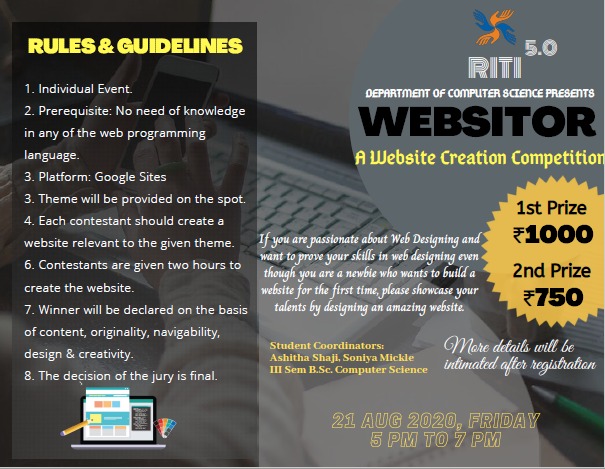 RULES & GUIDELINES
1. Individual Event.
2. Prerequisite: No need of knowledge
in any of the web programming
language.
3. Platform: Google Sites
3. Theme will be provided on the spot.
4. Each contestant should create a
website relevant to the given theme.
6. Contestants are given two hours to
create the website.
7. Winner will be declared on the basis
of content, originality, navigability,
design & creativity.
8. The decision of the jury is final.
RITI 5.0
DEPARTMENT OF COMPUTER SCIENCE PRESENTS
WEBSITOR
A Website Creation Competition
1st Prize
₹1000
2nd Prize
₹750
If you are passionate about Web Designing and
want to prove your skills in web designing even
though you are a newbie who wants to build a
website for the first time, please showcase your
talents by designing an amazing website.
Student Coordinators:
Ashitha Shaji, Soniya Mickle
III Sem B.Sc. Computer Science
More details will be
intimated after registration
21 AUG 2020, FRIDAY
5 PM TO 7 PM